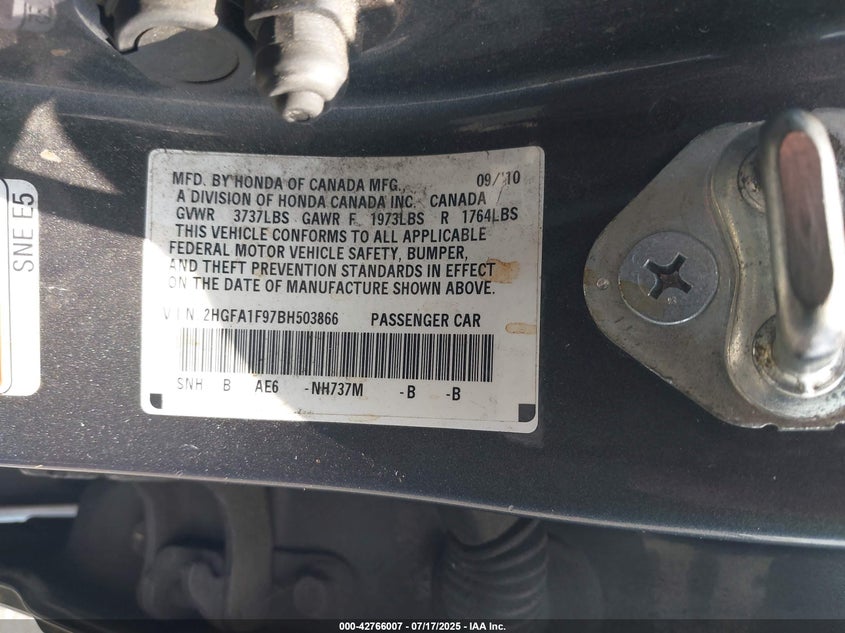 MFD. BY HONDA OF CANADA MFG., 09/'10
A DIVISION OF HONDA CANADA INC. CANADA
GVWR 3737LBS GAWR F 1973LBS R 1764LBS
THIS VEHICLE CONFORMS TO ALL APPLICABLE
FEDERAL MOTOR VEHICLE SAFETY, BUMPER,
AND THEFT PREVENTION STANDARDS IN EFFECT
ON THE DATE OF MANUFACTURE SHOWN ABOVE.
V I N 2HGFA1F97BH503866 PASSENGER CAR
SNH B AE6 -NH737M -B -B
SNE E5
000-42766007 / 07/17/2025 - IAA Inc.